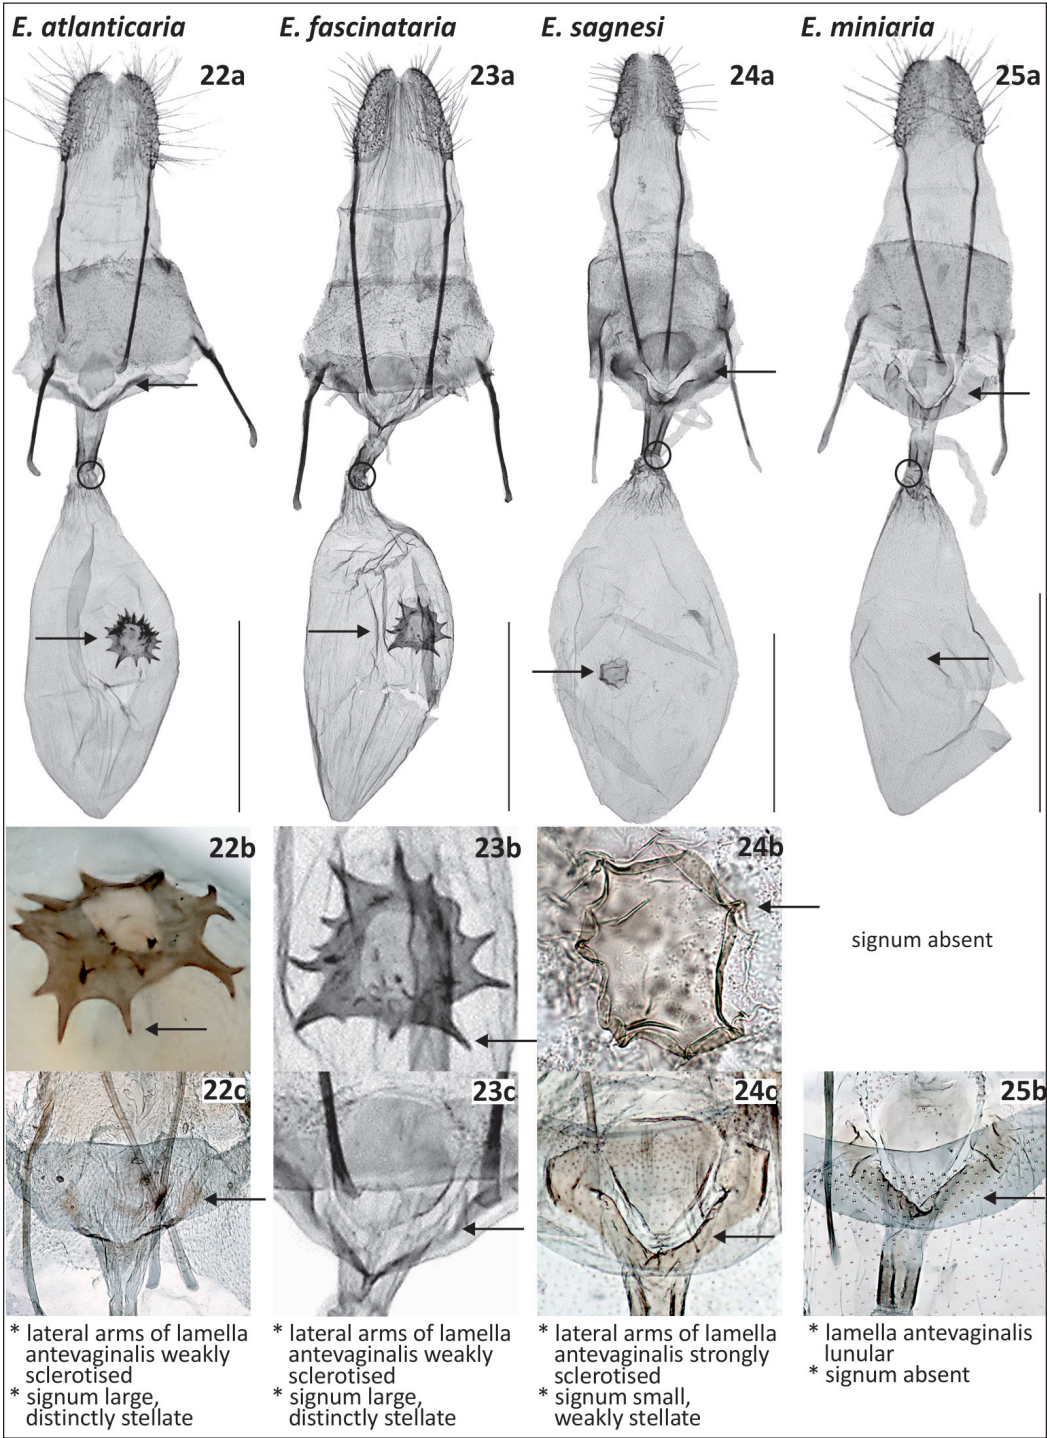 E. atlanticaria
E. fascinataria
E. sagnesi
E. miniaria
22a
23a
24a
25a
22b
23b
24b
signum absent
22c
23c
24c
25b
* lateral arms of lamella
antevaginalis weakly
sclerotised
* signum large,
distinctly stellate
* lateral arms of lamella
antevaginalis weakly
sclerotised
* signum large,
distinctly stellate
* lateral arms of lamella
antevaginalis strongly
sclerotised
* signum small,
weakly stellate
* lamella antevaginalis
lunular
* signum absent